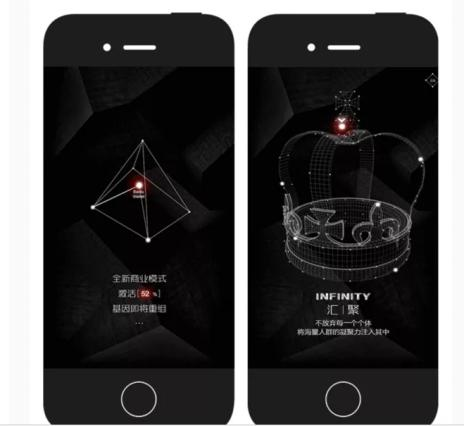 全新商业模式
激活[ 52 %]
基因即将重组
...
INFINITY
汇 | 聚
不放弃每一个个体
将海量人群的凝聚力注入其中